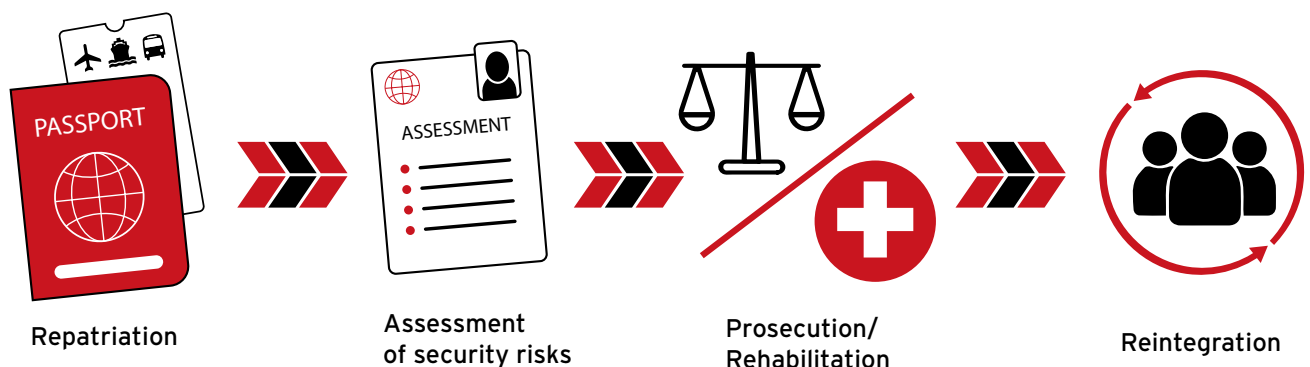 PASSPORT
ASSESSMENT
Repatriation
Assessment
of security risks
Prosecution/
Rehabilitation
Reintegration